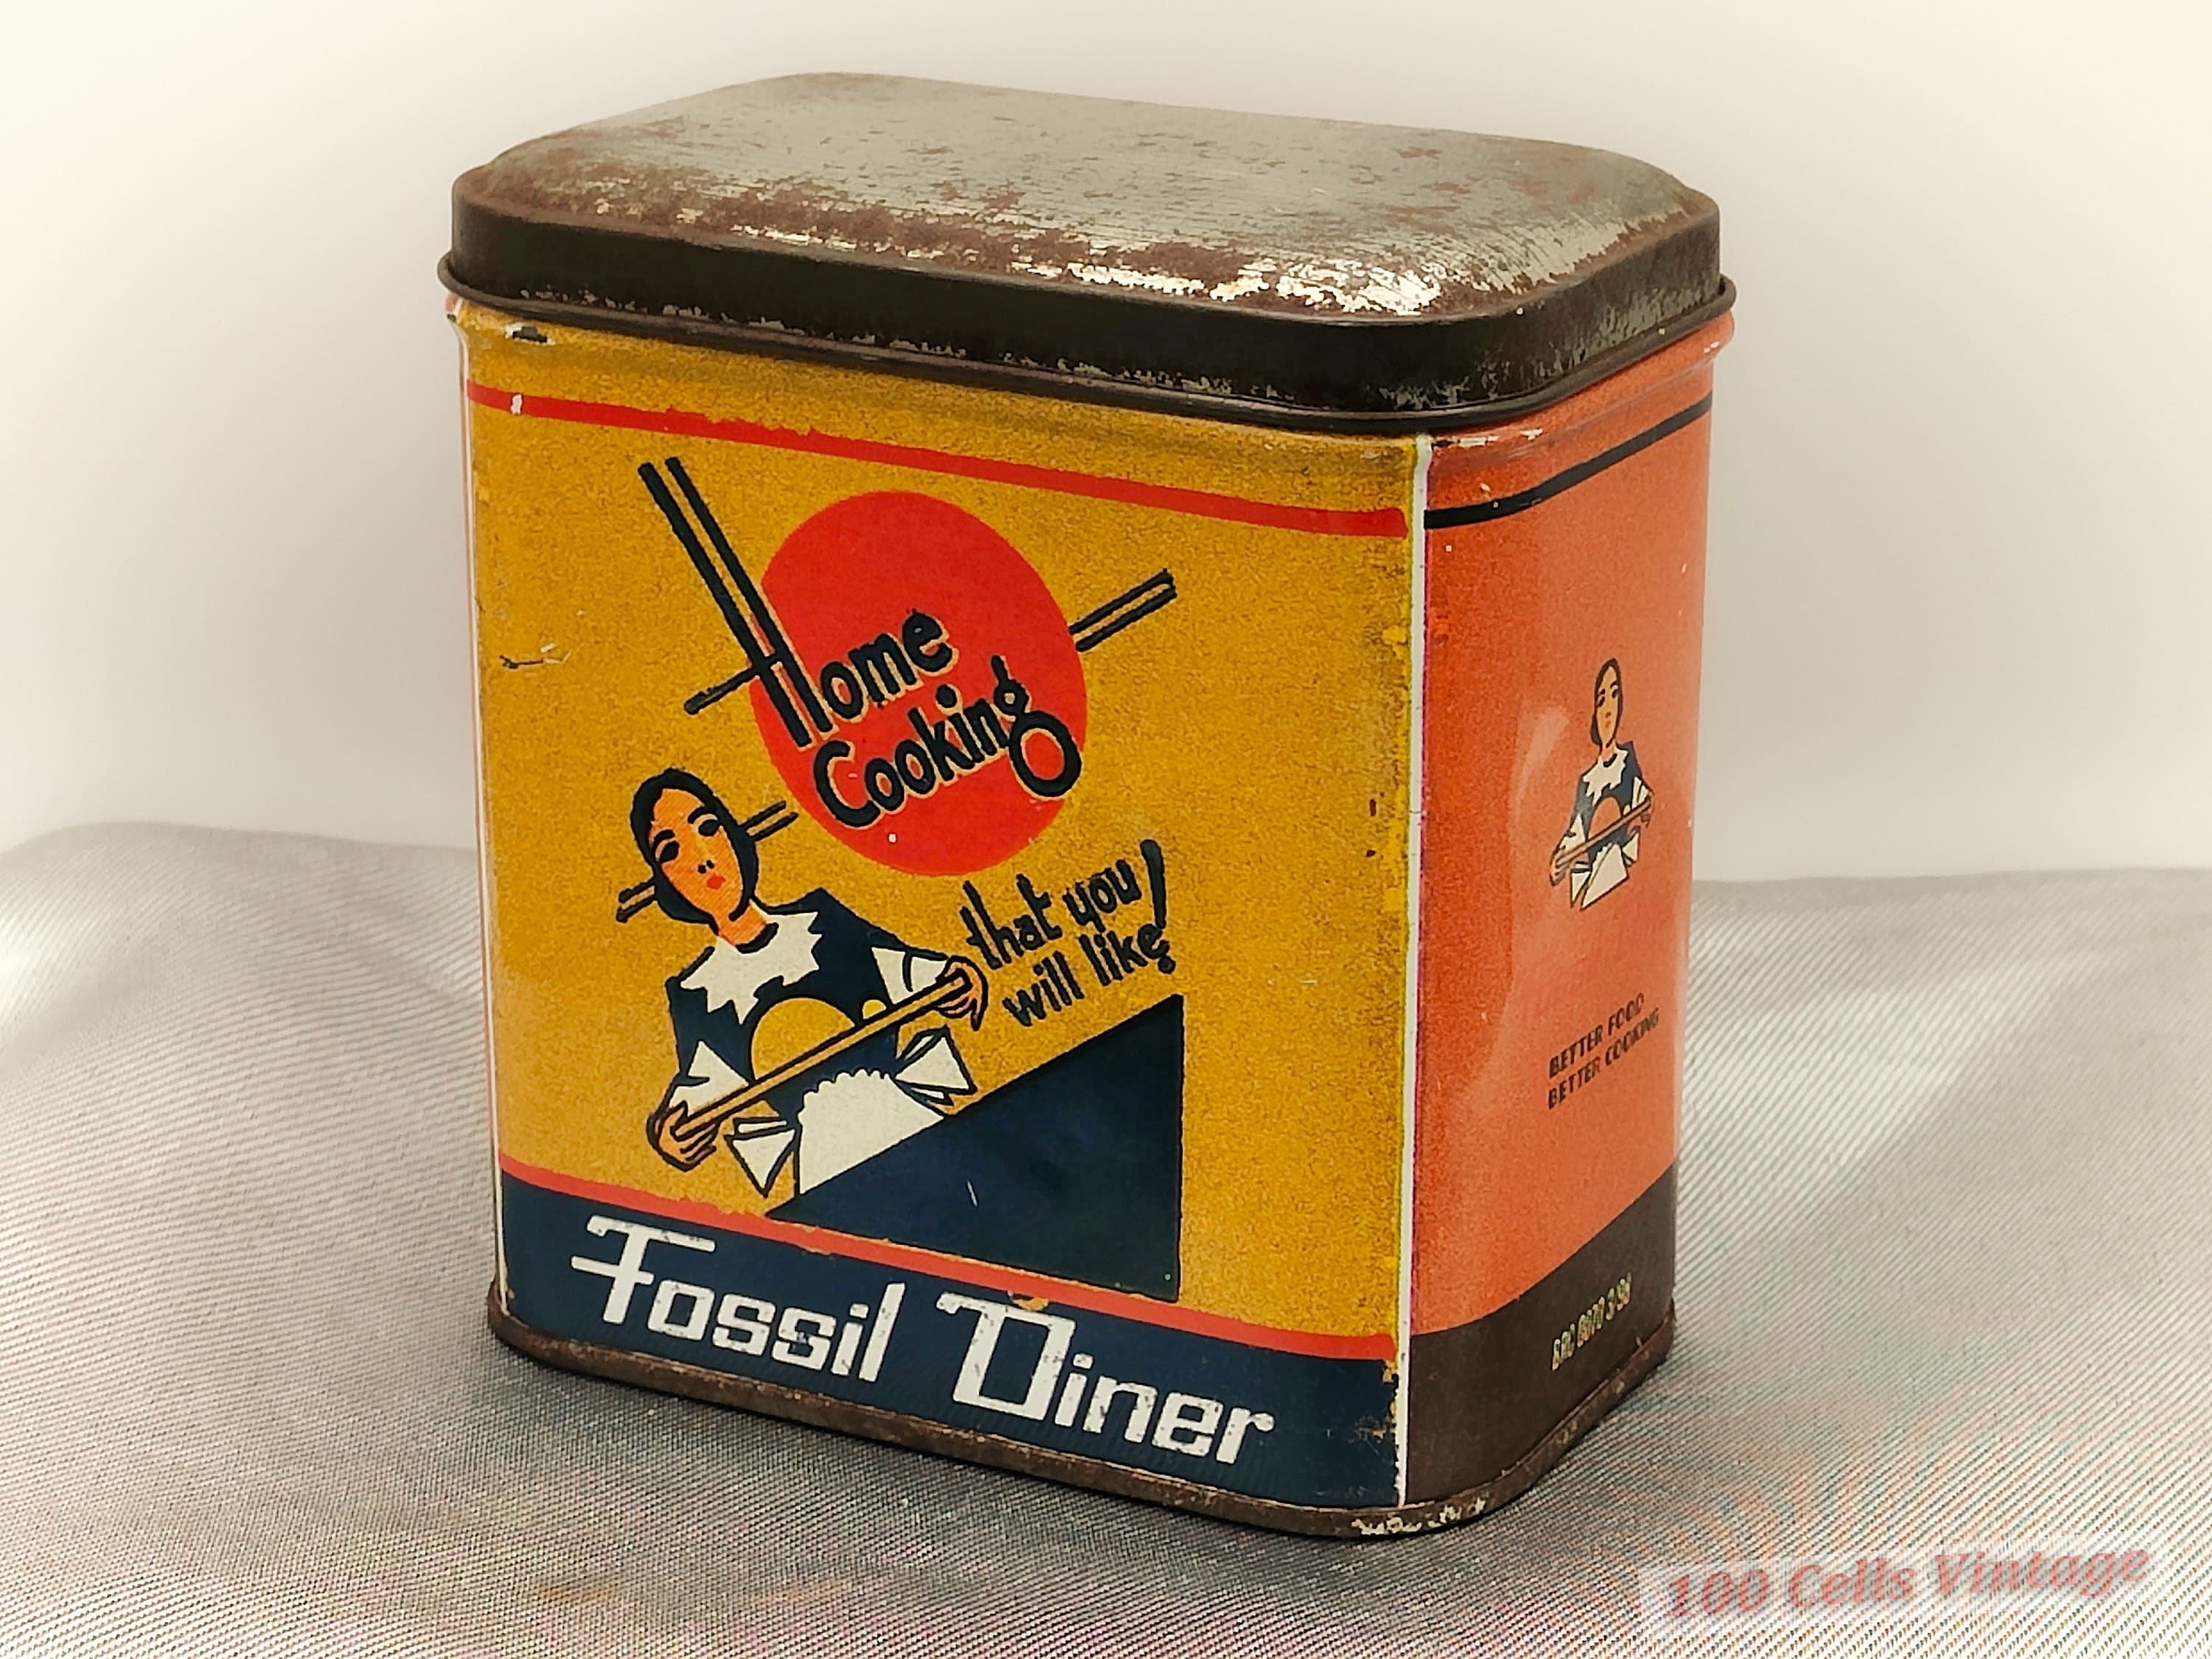 Home
Cooking
that you
will like!
Fossil Diner
BETTER FOOD
BETTER COOKING
100 Cells Vintage